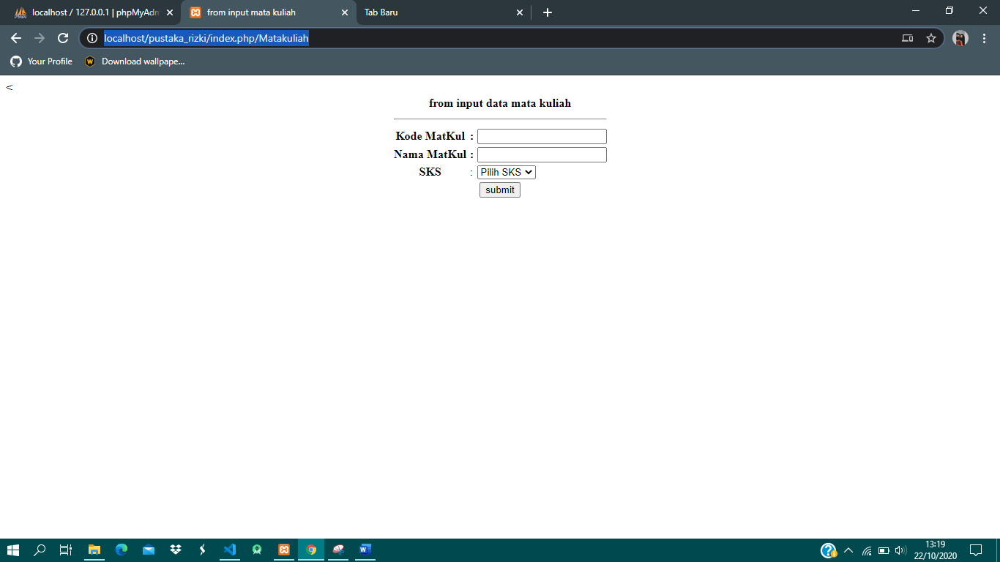 localhost / 127.0.0.1 | phpMyAdm
from input mata kuliah
Tab Baru
localhost/pustaka_rizki/index.php/Matakuliah
Your Profile
Download wallpape...
<
from input data mata kuliah
Kode MatKul :
Nama MatKul :
SKS : Pilih SKS
submit
13:19
22/10/2020